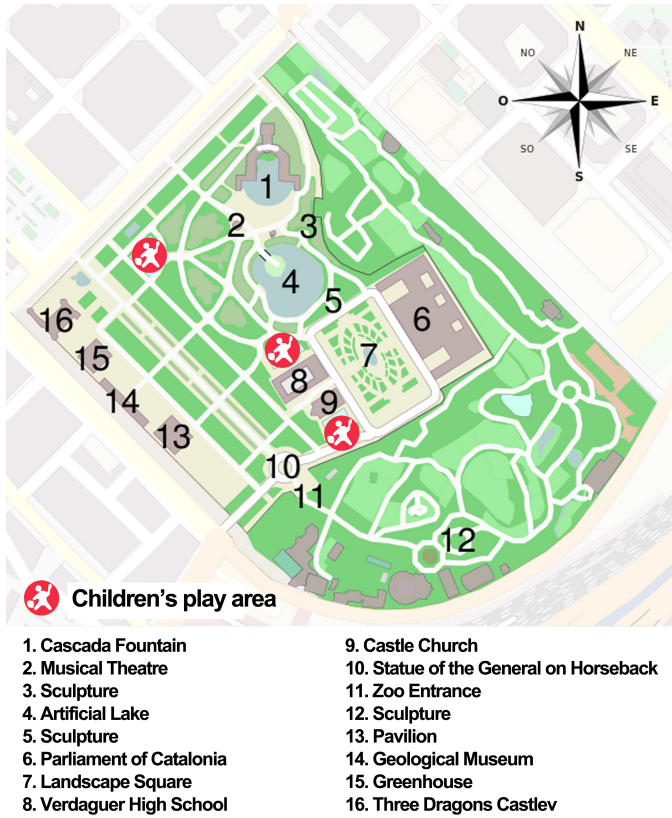 N
NO
NE
O
E
SO
SE
S
1
2
3
4
5
6
7
8
9
10
11
12
13
14
15
16
Children's play area
1. Cascada Fountain
2. Musical Theatre
3. Sculpture
4. Artificial Lake
5. Sculpture
6. Parliament of Catalonia
7. Landscape Square
8. Verdaguer High School
9. Castle Church
10. Statue of the General on Horseback
11. Zoo Entrance
12. Sculpture
13. Pavilion
14. Geological Museum
15. Greenhouse
16. Three Dragons Castlev